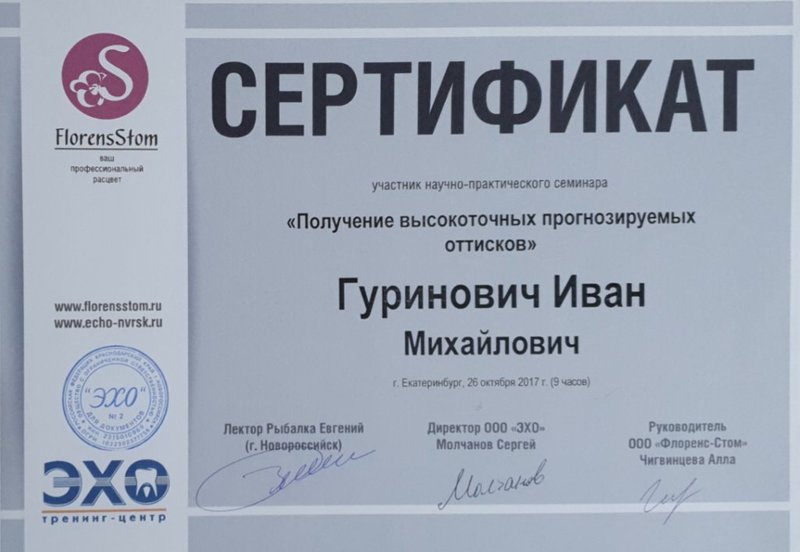 S
FlorensStom
ваш
профессиональный
расцвет
www.florensstom.ru
www.echo-nvrsk.ru
"ЭХО"
№ 2
ДЛЯ ДОКУМЕНТОВ
ЭХО
тренинг-центр
СЕРТИФИКАТ
участник научно-практического семинара
«Получение высокоточных прогнозируемых
оттисков»
Гуринович Иван
Михайлович
г. Екатеринбург, 26 октября 2017 г. (9 часов)
Лектор Рыбалка Евгений
(г. Новороссийск)
Директор ООО «ЭХО»
Молчанов Сергей
Молчанов
Руководитель
ООО «Флоренс-Стом»
Чигвинцева Алла